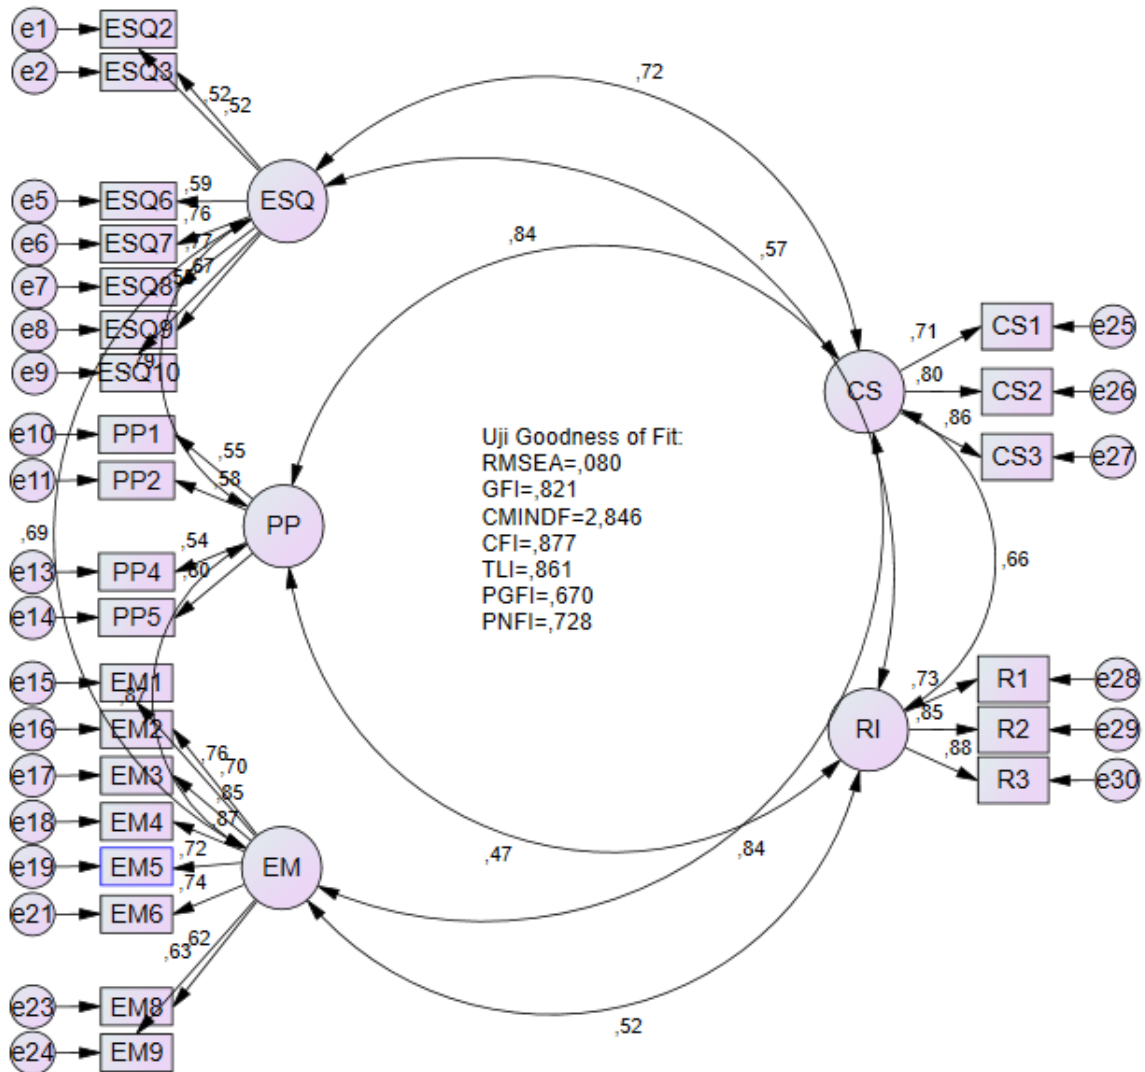 e1
ESQ2
e2
ESQ3
,52
,52
,72
e5
ESQ6
,59
ESQ
e6
ESQ7
,76
,84
,57
e7
ESQ8
,77
,67
e8
ESQ9
e9
ESQ10
CS1
e25
,71
CS
,80
CS2
e26
,86
CS3
e27
e10
PP1
,55
e11
PP2
,58
PP
Uji Goodness of Fit:
RMSEA=,080
GFI=,821
CMINDF=2,846
CFI=,877
TLI=,861
PGFI=,670
PNFI=,728
,69
,54
e13
PP4
,60
e14
PP5
,66
e15
EM1
,87
e16
EM2
,76
,70
e17
EM3
,85
e18
EM4
,87
e19
EM5
,72
EM
e21
EM6
,74
,63
,62
e23
EM8
e24
EM9
,73
R1
e28
RI
,85
R2
e29
,88
R3
e30
,47
,84
,52